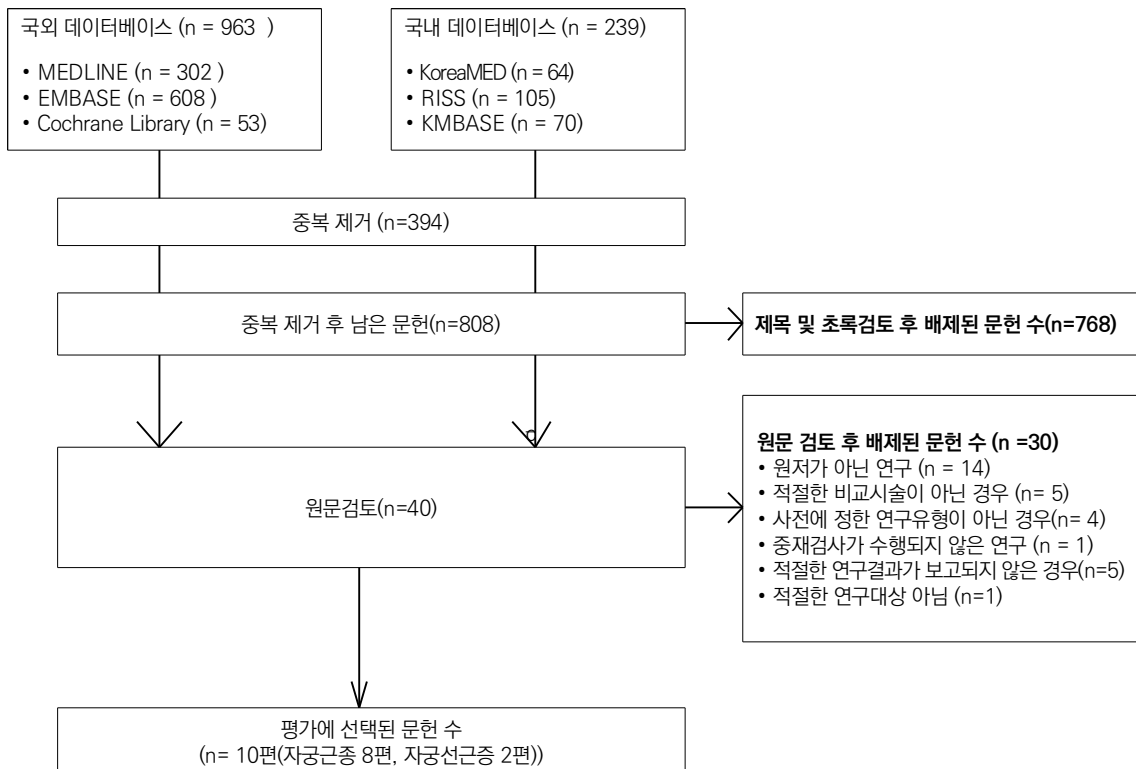 국외 데이터베이스 (n = 963 )
• MEDLINE (n = 302 )
• EMBASE (n = 608 )
• Cochrane Library (n = 53)
국내 데이터베이스 (n = 239)
• KoreaMED (n = 64)
• RISS (n = 105)
• KMBASE (n = 70)
중복 제거 (n=394)
중복 제거 후 남은 문헌(n=808)
제목 및 초록검토 후 배제된 문헌 수(n=768)
원문검토(n=40)
원문 검토 후 배제된 문헌 수 (n =30)
• 원저가 아닌 연구 (n = 14)
• 적절한 비교시술이 아닌 경우 (n= 5)
• 사전에 정한 연구유형이 아닌 경우(n= 4)
• 중재검사가 수행되지 않은 연구 (n = 1)
• 적절한 연구결과가 보고되지 않은 경우(n=5)
• 적절한 연구대상 아님 (n=1)
평가에 선택된 문헌 수
(n= 10편(자궁근종 8편, 자궁선근증 2편))